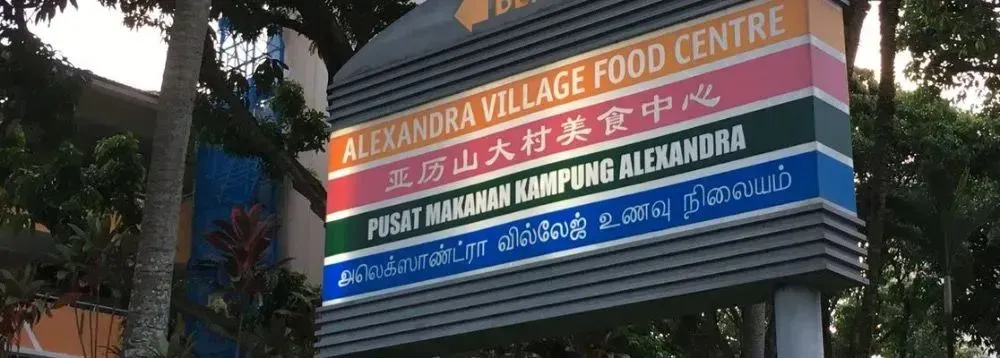 ALEXANDRA VILLAGE FOOD CENTRE
亚历山大村美食中心
PUSAT MAKANAN KAMPUNG ALEXANDRA
அலெக்ஸாண்ட்ரா வில்லேஜ் உணவு நிலையம்